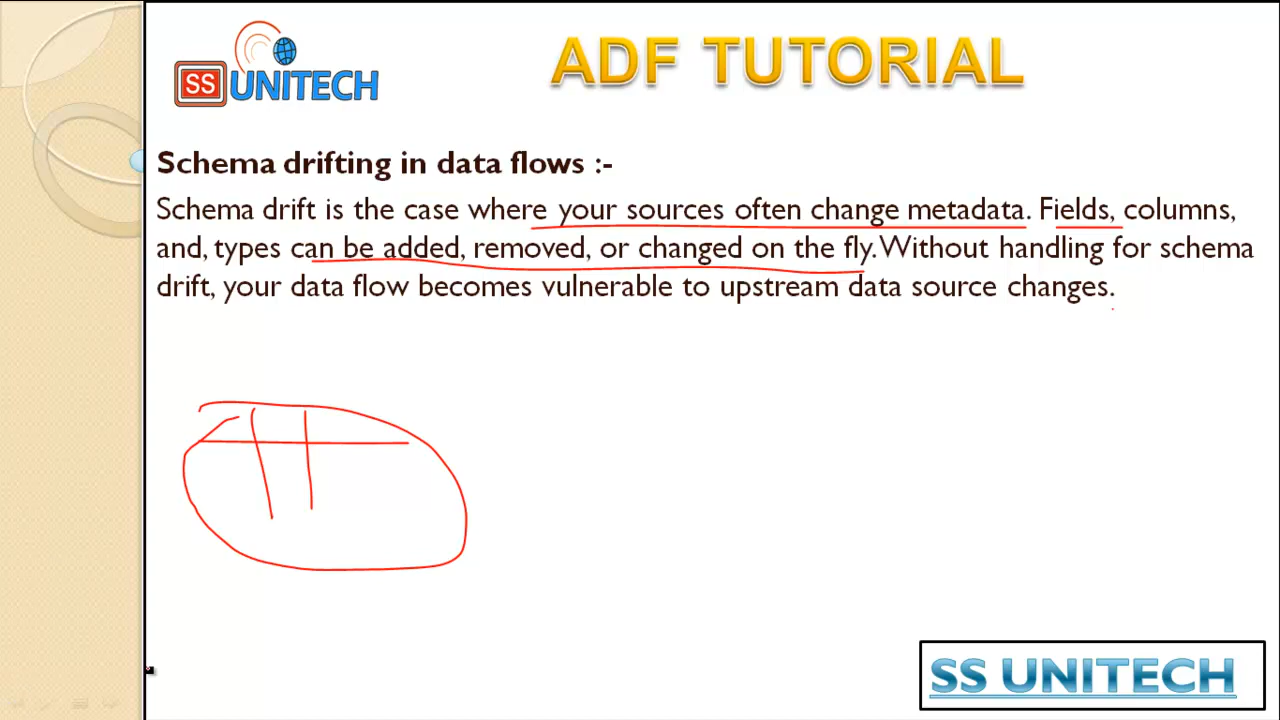 SS UNITECH
ADF TUTORIAL
Schema drifting in data flows :-
Schema drift is the case where your sources often change metadata. Fields, columns,
and, types can be added, removed, or changed on the fly. Without handling for schema
drift, your data flow becomes vulnerable to upstream data source changes.
SS UNITECH